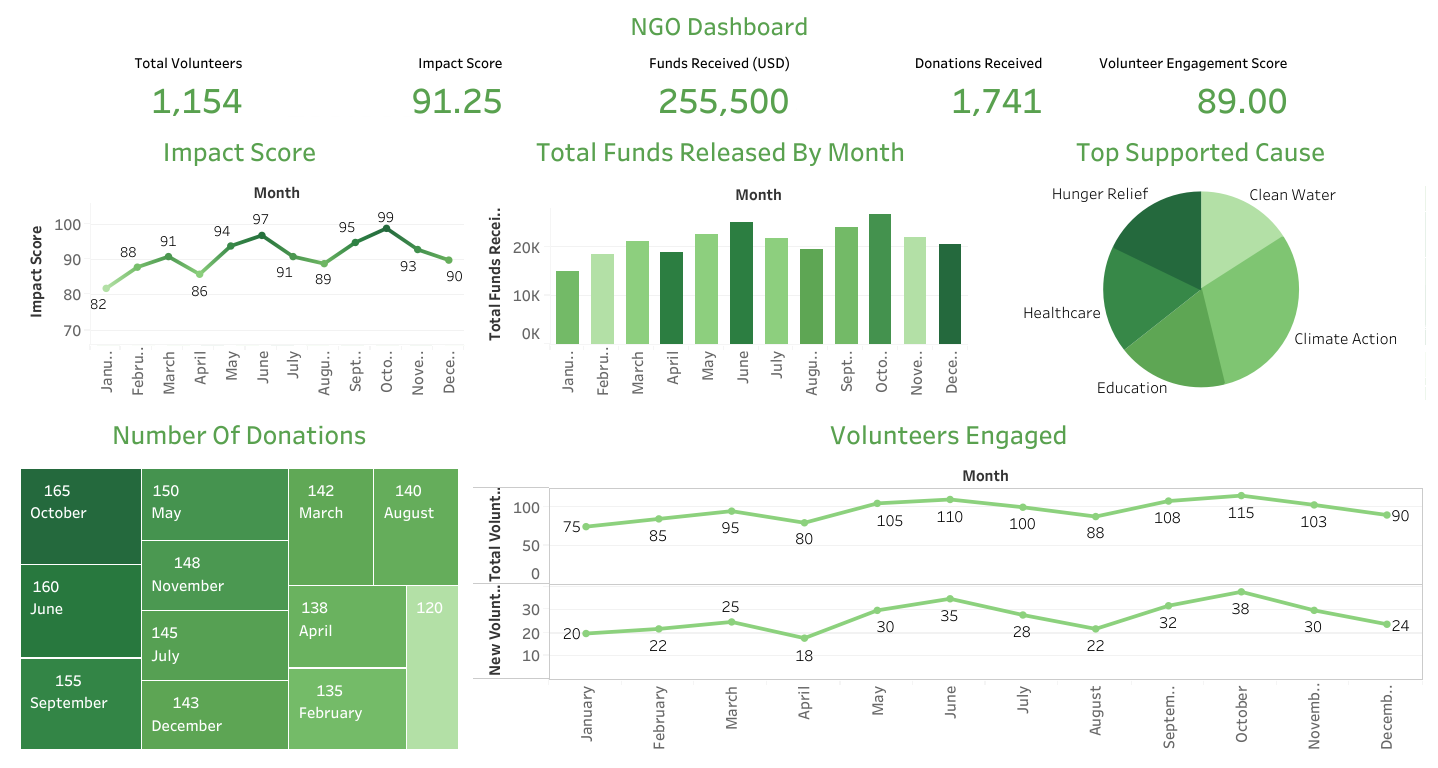 NGO Dashboard
Total Volunteers
1,154
Impact Score
91.25
Funds Received (USD)
255,500
Donations Received
1,741
Volunteer Engagement Score
89.00
Impact Score
Month
Impact Score
100
90
80
70
82
88
91
86
94
97
91
89
95
99
93
90
Janu..
Febru..
March
April
May
June
July
Augu..
Sept..
Octo..
Nove..
Dece..
Total Funds Released By Month
Month
Total Funds Recei..
20K
10K
0K
Janu..
Febru..
March
April
May
June
July
Augu..
Sept..
Octo..
Nove..
Dece..
Top Supported Cause
Hunger Relief
Clean Water
Healthcare
Climate Action
Education
Number Of Donations
165
October
160
June
155
September
150
May
148
November
145
July
143
December
142
March
140
August
138
April
135
February
120
Volunteers Engaged
Month
Total Volunt..
100
50
0
75
85
95
80
105
110
100
88
108
115
103
90
New Volunt..
30
20
10
20
22
25
18
30
35
28
22
32
38
30
24
January
February
March
April
May
June
July
August
Septem..
October
Novemb..
Decemb..